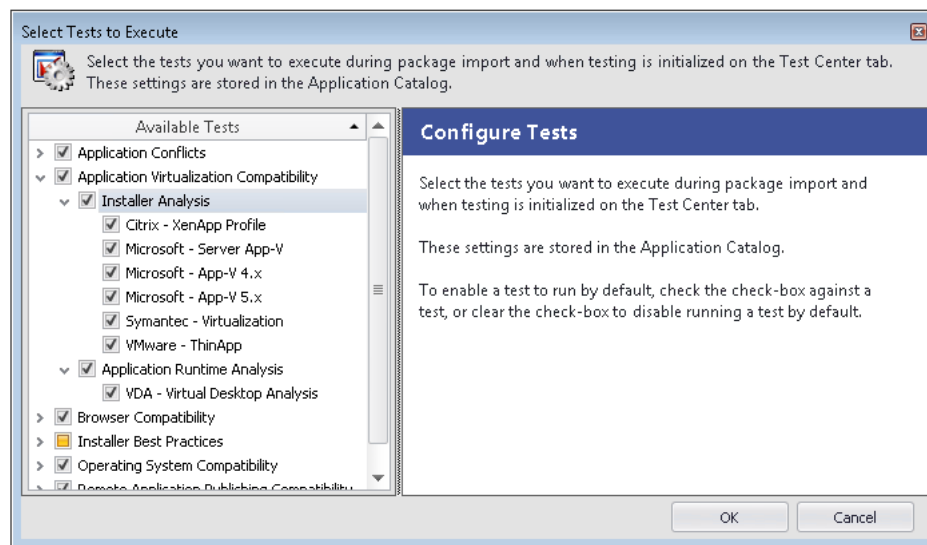 Select Tests to Execute
Select the tests you want to execute during package import and when testing is initialized on the Test Center tab.
These settings are stored in the Application Catalog.
Available Tests
Application Conflicts
Application Virtualization Compatibility
Installer Analysis
Citrix - XenApp Profile
Microsoft - Server App-V
Microsoft - App-V 4.x
Microsoft - App-V 5.x
Symantec - Virtualization
VMware - ThinApp
Application Runtime Analysis
VDA - Virtual Desktop Analysis
Browser Compatibility
Installer Best Practices
Operating System Compatibility
Remote Application Publishing Compatibility
Configure Tests
Select the tests you want to execute during package import and
when testing is initialized on the Test Center tab.
These settings are stored in the Application Catalog.
To enable a test to run by default, check the check-box against a
test, or clear the check-box to disable running a test by default.
OK
Cancel